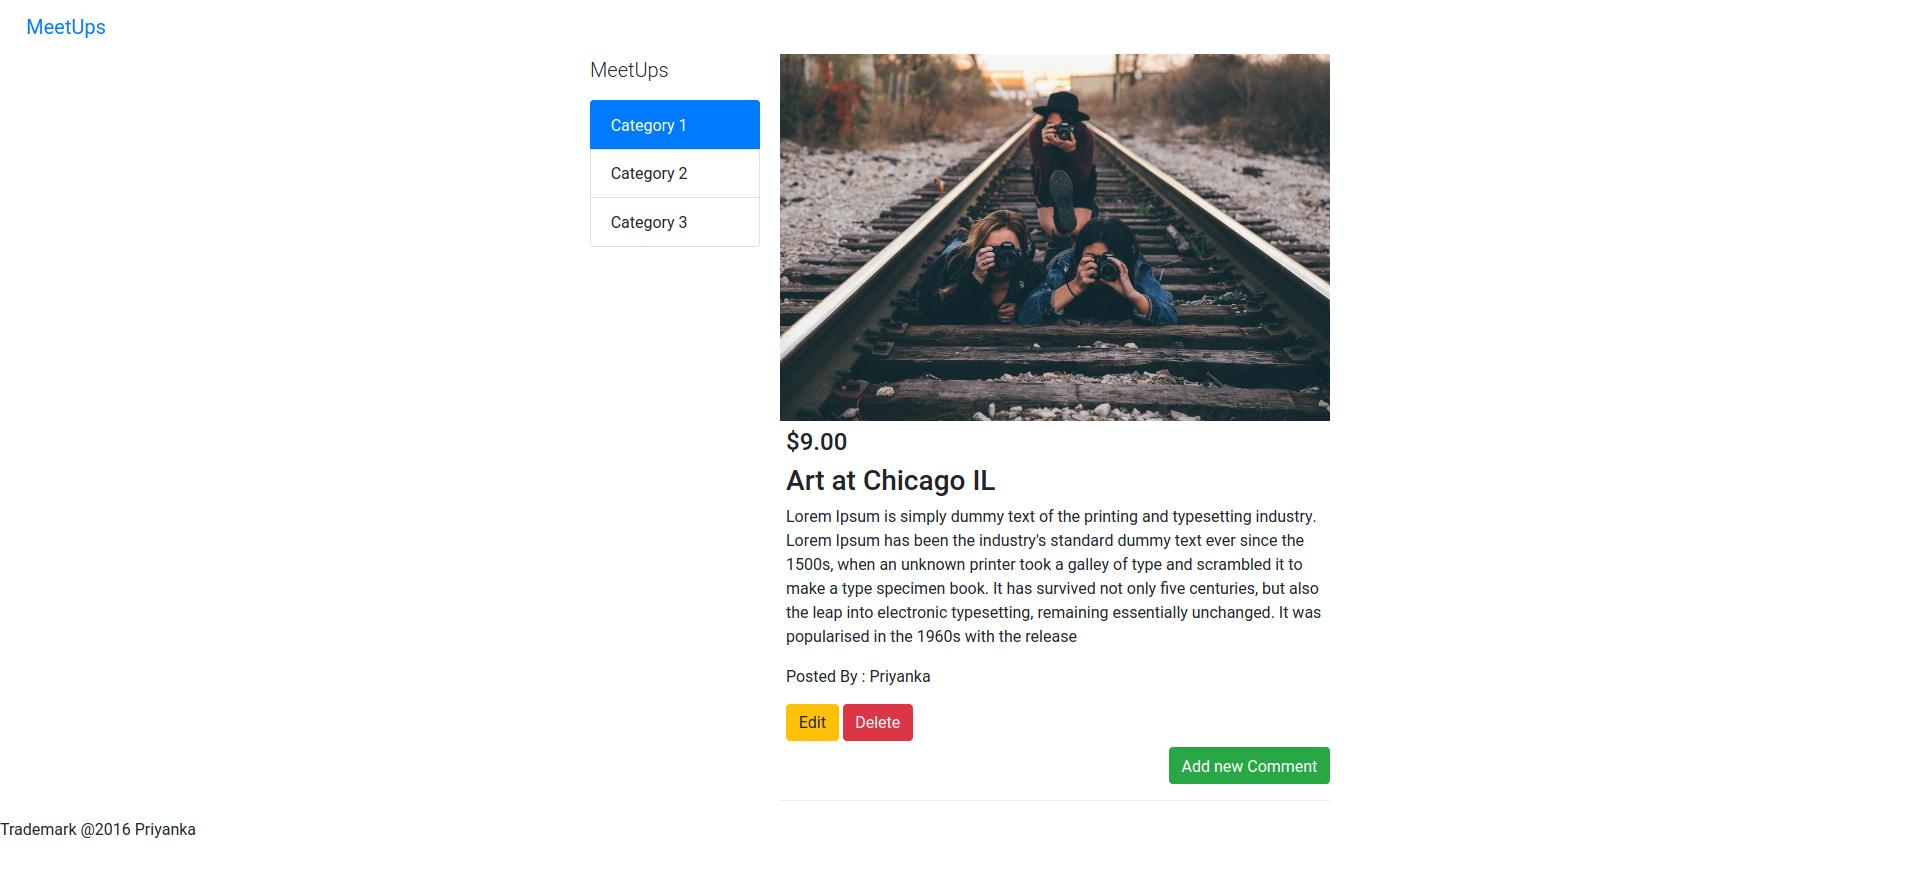 MeetUps
MeetUps
Category 1
Category 2
Category 3
$9.00
Art at Chicago IL
Lorem Ipsum is simply dummy text of the printing and typesetting industry.
Lorem Ipsum has been the industry's standard dummy text ever since the
1500s, when an unknown printer took a galley of type and scrambled it to
make a type specimen book. It has survived not only five centuries, but also
the leap into electronic typesetting, remaining essentially unchanged. It was
popularised in the 1960s with the release
Posted By : Priyanka
Edit Delete
Add new Comment
Trademark @2016 Priyanka